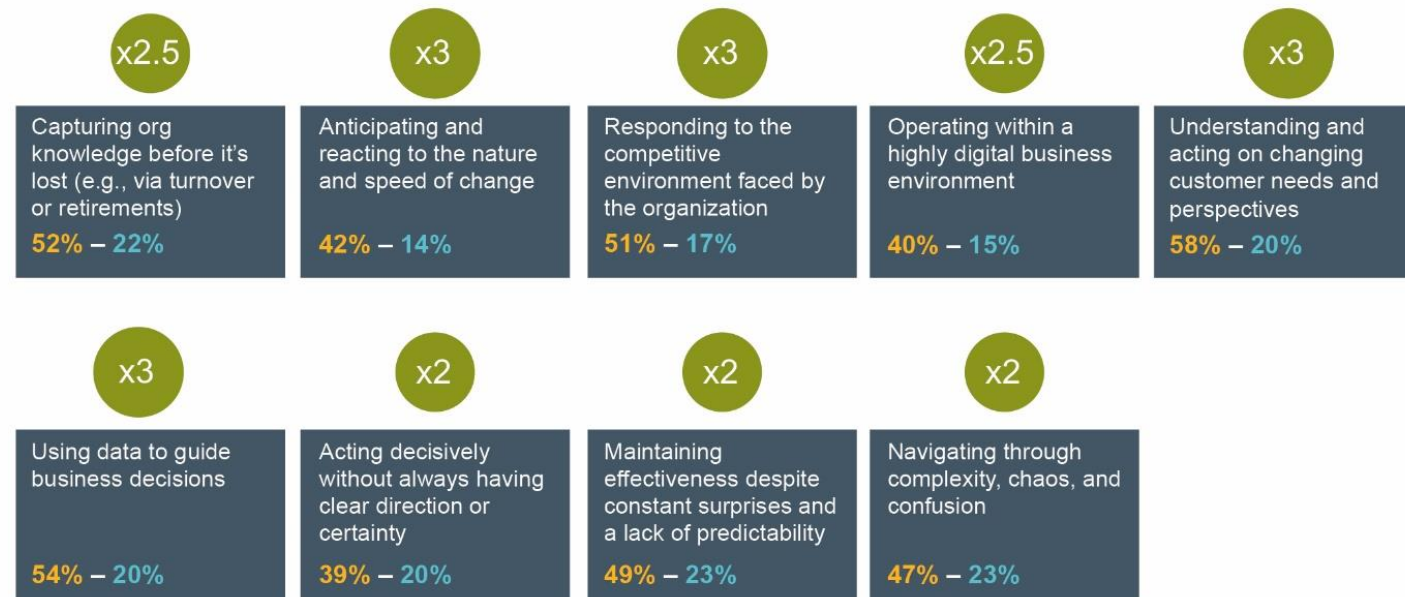 x2.5
x3
x3
x2.5
x3
Capturing org
knowledge before it's
lost (e.g., via turnover
or retirements)
52% – 22%
Anticipating and
reacting to the nature
and speed of change
42% – 14%
Responding to the
competitive
environment faced by
the organization
51% – 17%
Operating within a
highly digital business
environment
40% – 15%
Understanding and
acting on changing
customer needs and
perspectives
58% – 20%
x3
x2
x2
x2
Using data to guide
business decisions
54% – 20%
Acting decisively
without always having
clear direction or
certainty
39% – 20%
Maintaining
effectiveness despite
constant surprises and
a lack of predictability
49% – 23%
Navigating through
complexity, chaos, and
confusion
47% – 23%